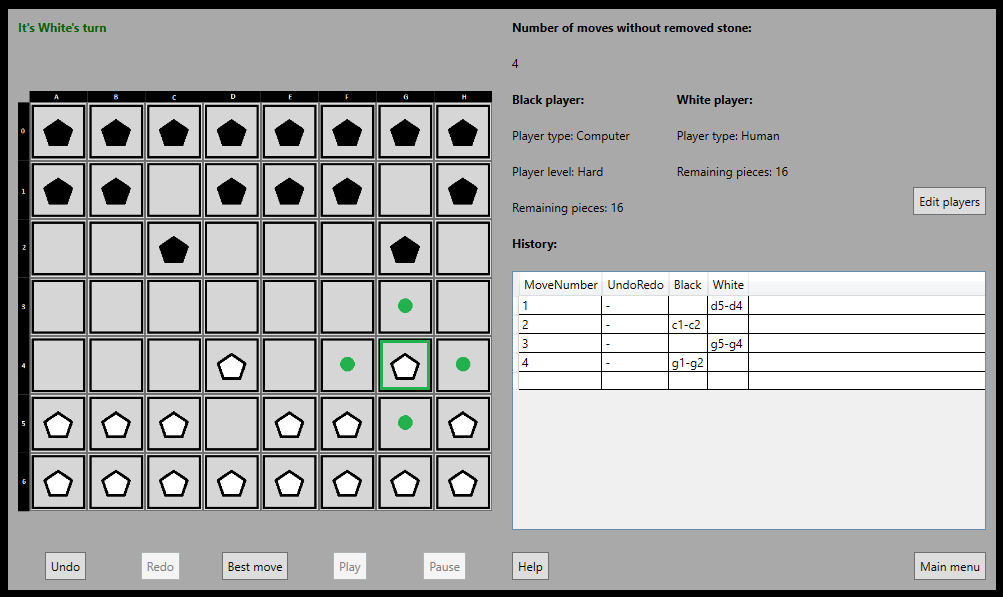 It's White's turn
Number of moves without removed stone:
4
Black player: White player:
Player type: Computer Player type: Human
Player level: Hard Remaining pieces: 16
Remaining pieces: 16
Edit players
History:
MoveNumber UndoRedo Black White
1 - d5-d4
2 - c1-c2
3 - g5-g4
4 - g1-g2
A B C D E F G H
0
1
2
3
4
5
6
Undo Redo Best move Play Pause Help Main menu